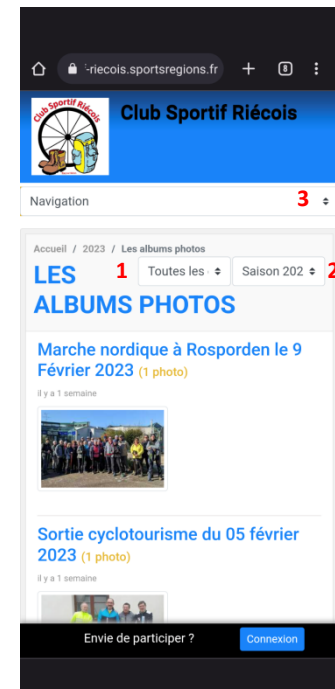 -riecois.sportsregions.fr + 8
Sportif Riécois
Club Sportif Riécois
Navigation 3
Accueil / 2023 / Les albums photos
LES 1 Toutes les Saison 202 2
ALBUMS PHOTOS
Marche nordique à Rosporden le 9
Février 2023 (1 photo)
il y a 1 semaine
Sortie cyclotourisme du 05 février
2023 (1 photo)
il y a 1 semaine
Envie de participer ? Connexion